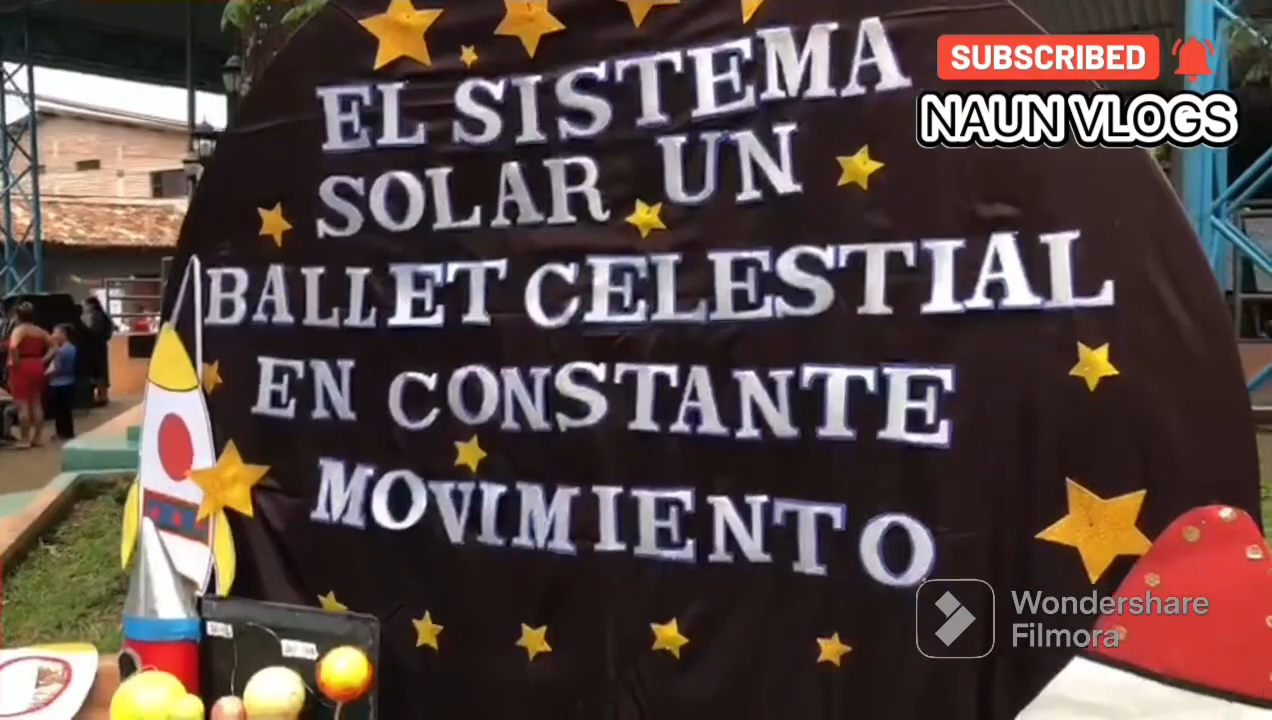 SUBSCRIBED
NAUN VLOGS
EL SISTEMA
SOLAR UN
BALLET CELESTIAL
EN CONSTANTE
MOVIMIENTO
Wondershare
Filmora